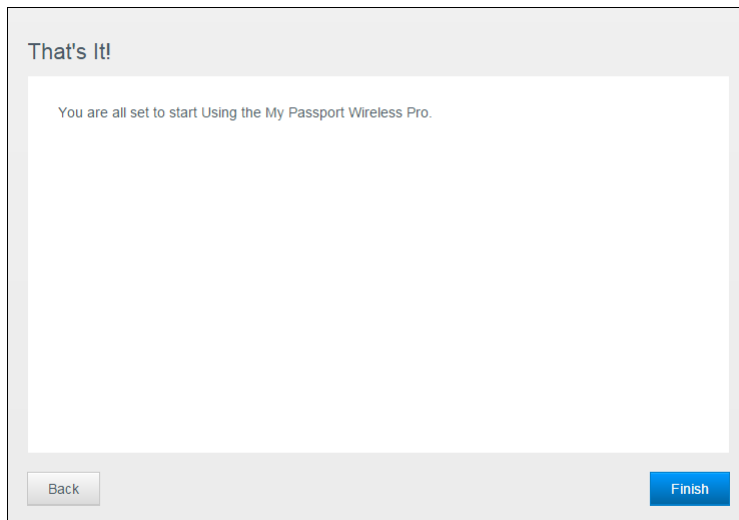 That's It!
You are all set to start Using the My Passport Wireless Pro.
Back
Finish